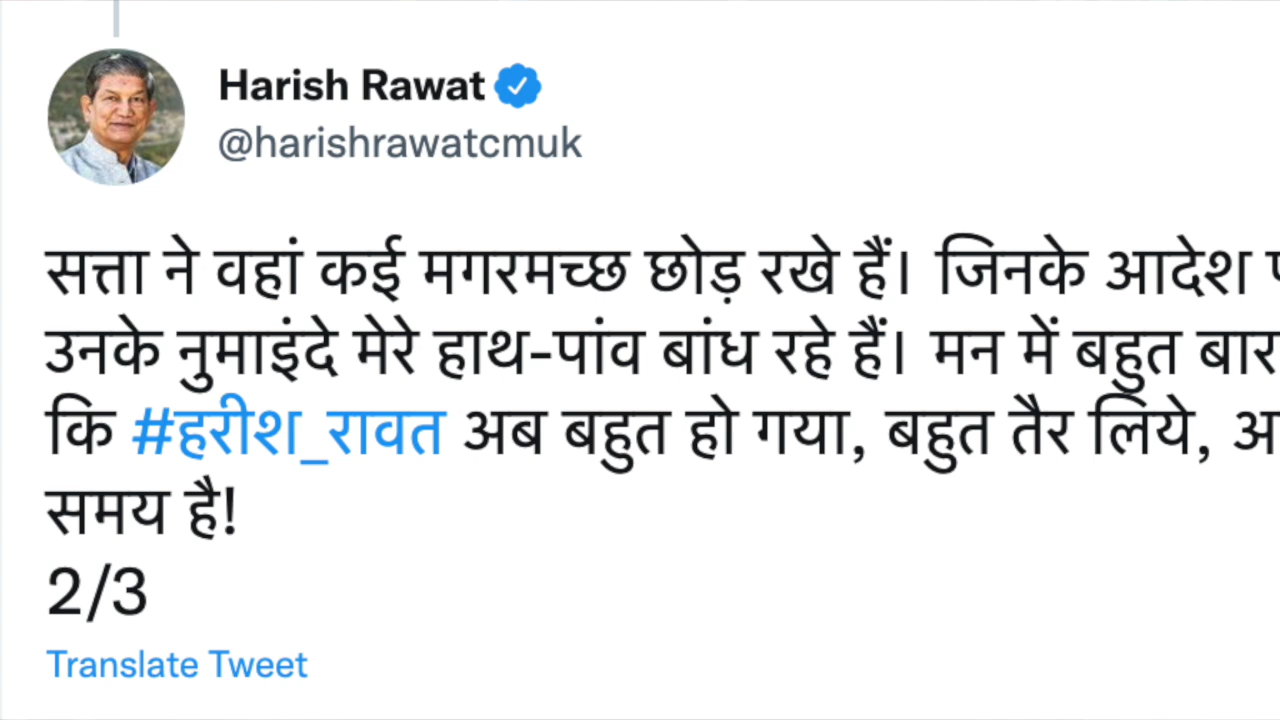 Harish Rawat
@harishrawatcmuk
सत्ता ने वहां कई मगरमच्छ छोड़ रखे हैं। जिनके आदेश
उनके नुमाइंदे मेरे हाथ-पांव बांध रहे हैं। मन में बहुत बार
कि #हरीश_रावत अब बहुत हो गया, बहुत तैर लिये,
समय है!
2/3
Translate Tweet